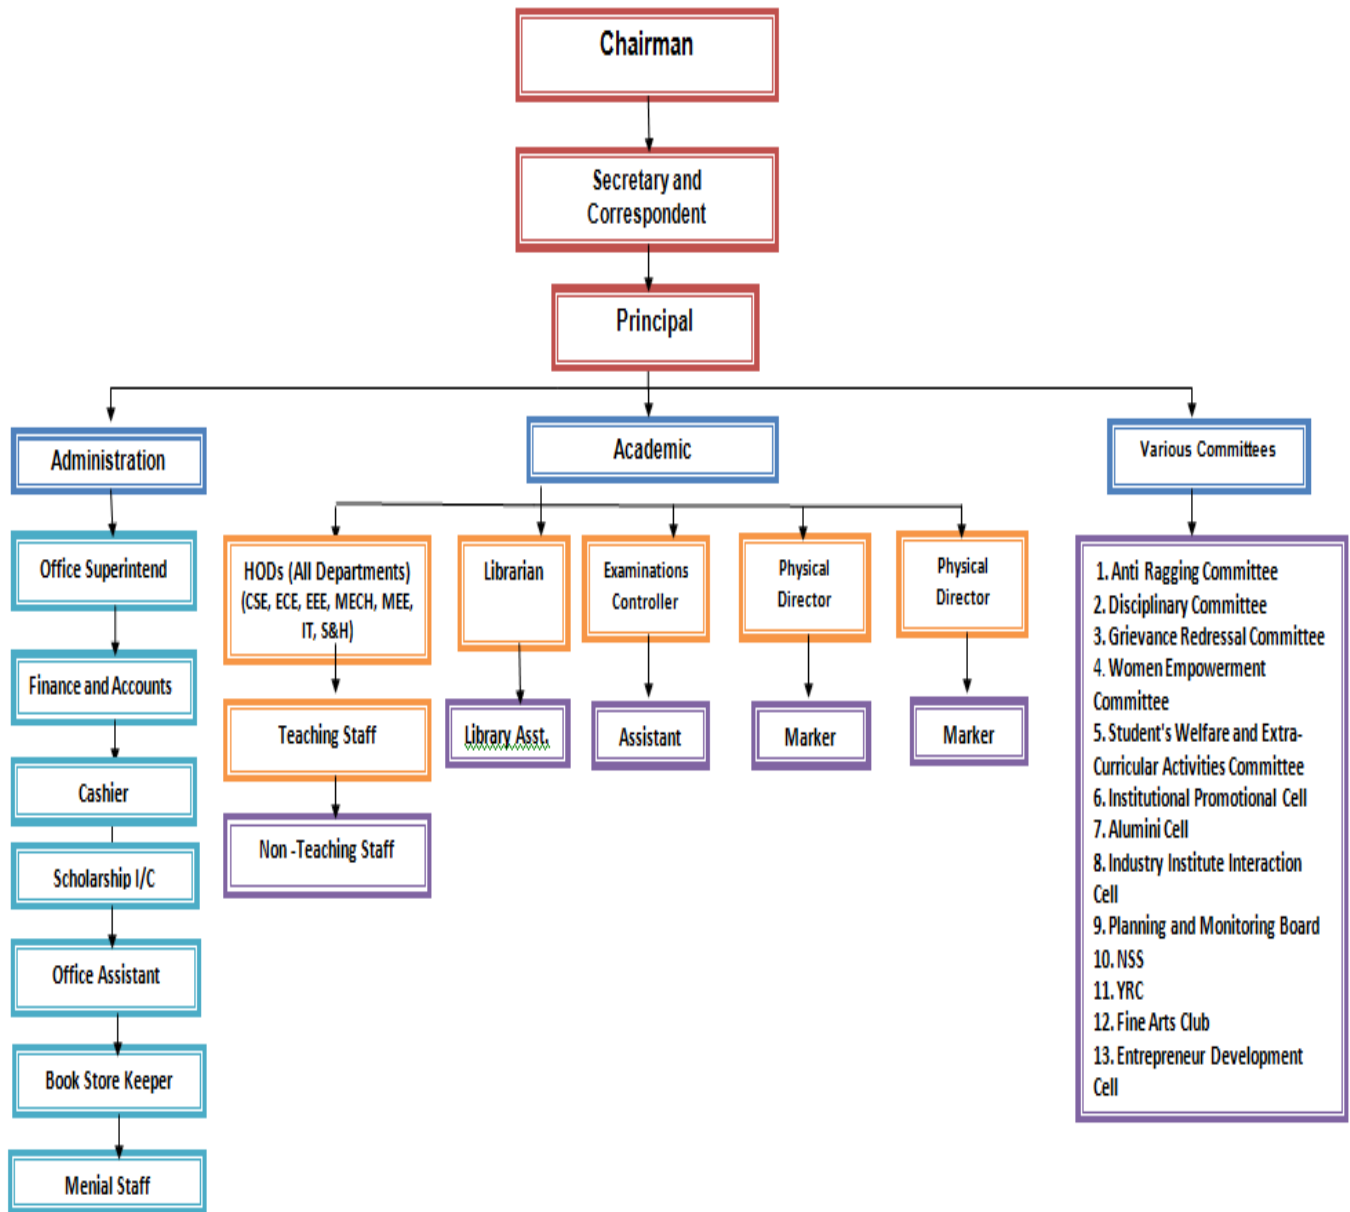 Chairman
Secretary and
Correspondent
Principal
Administration
Academic
Various Committees
Office Superintend
Finance and Accounts
Cashier
Scholarship I/C
Office Assistant
Book Store Keeper
Menial Staff
HODs (All Departments)
(CSE, ECE, EEE, MECH, MEE,
IT, S&H)
Teaching Staff
Non -Teaching Staff
Librarian
Library Asst.
Examinations
Controller
Assistant
Physical
Director
Marker
Physical
Director
Marker
1. Anti Ragging Committee
2. Disciplinary Committee
3. Grievance Redressal Committee
4. Women Empowerment
Committee
5. Student's Welfare and Extra-
Curricular Activities Committee
6. Institutional Promotional Cell
7. Alumini Cell
8. Industry Institute Interaction
Cell
9. Planning and Monitoring Board
10. NSS
11. YRC
12. Fine Arts Club
13. Entrepreneur Development
Cell